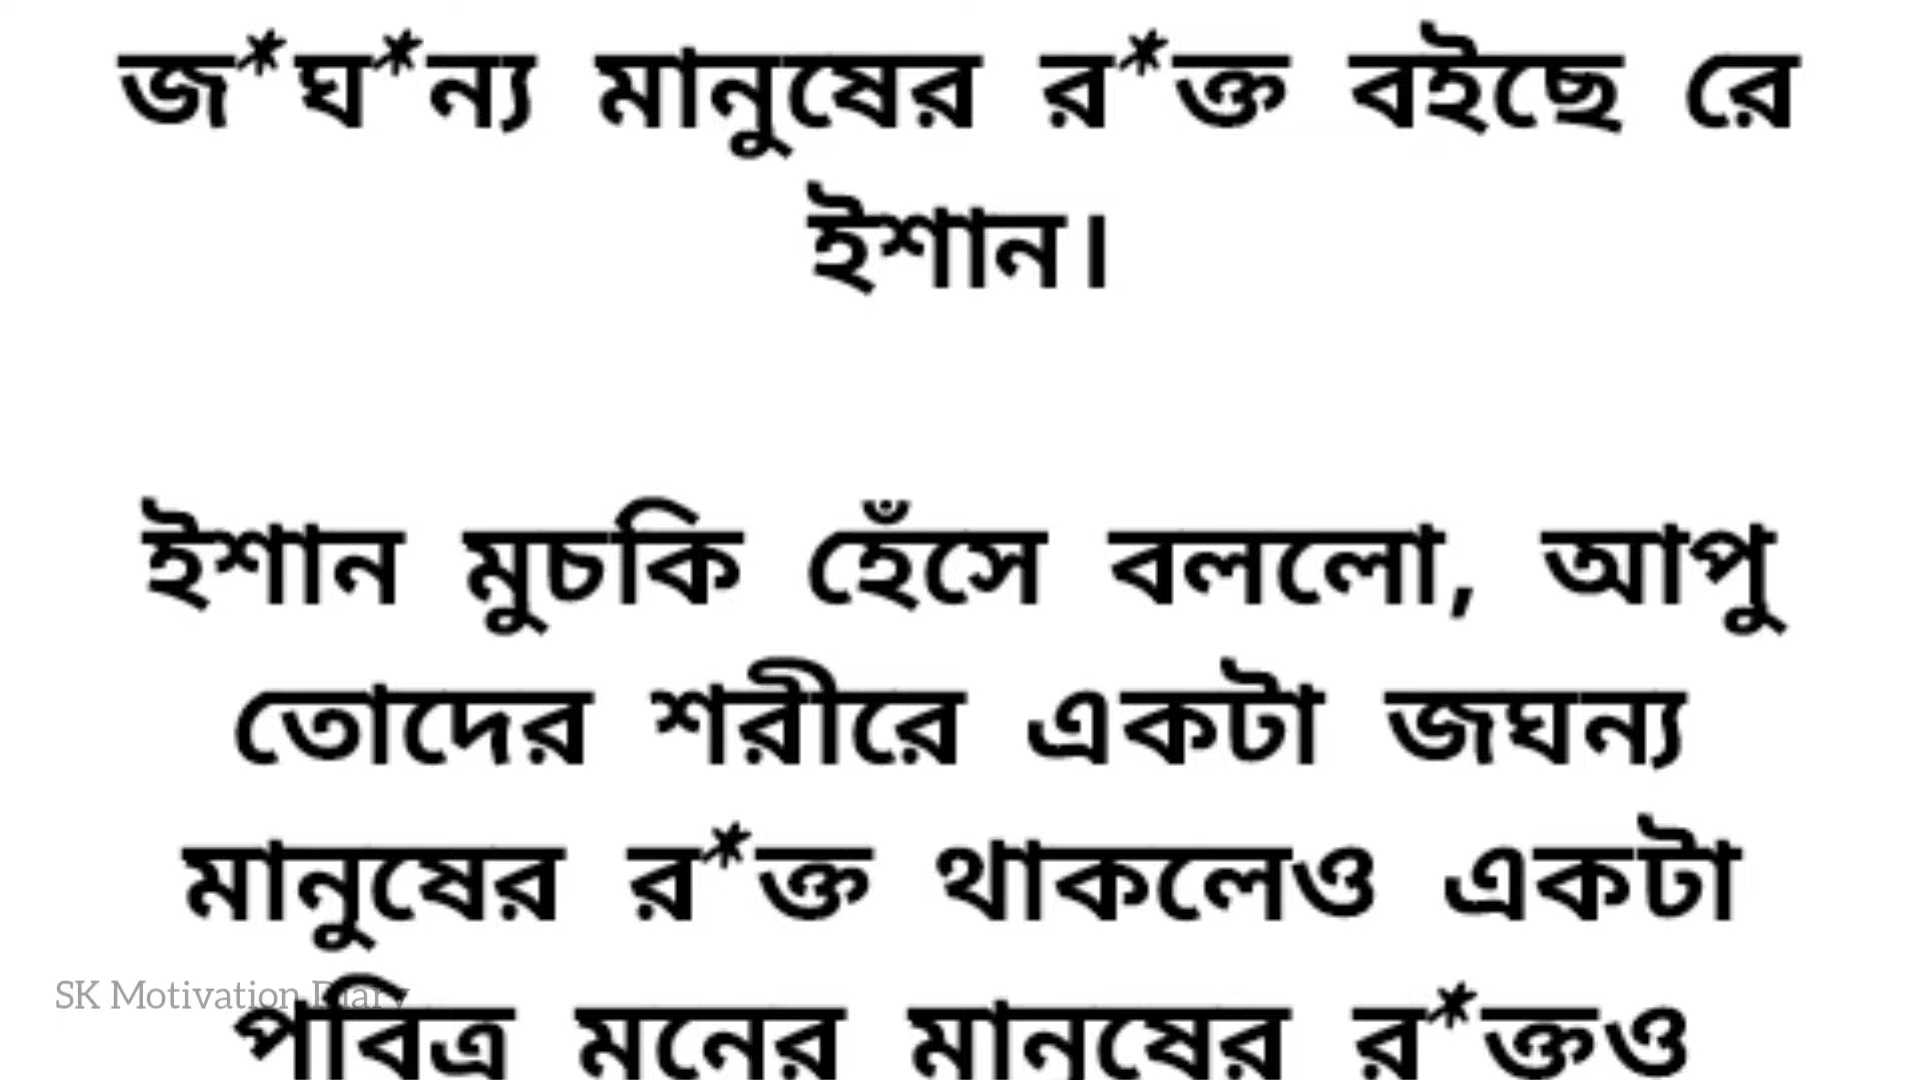 জ*ঘ*ন্য মানুষের র*ক্ত বইছে রে
ইশান।
ইশান মুচকি হেঁসে বললো, আপু
তোদের শরীরে একটা জঘন্য
মানুষের র*ক্ত থাকলেও একটা
SK Motivation Diary
পবিত্র মনের মানুষের র*ক্তও